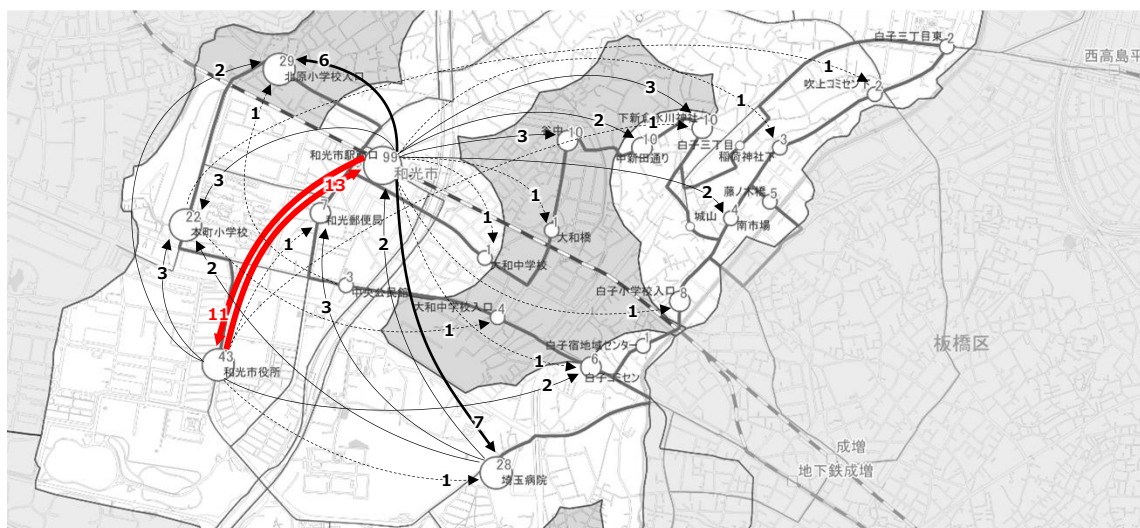 白子三丁目東
2
西高島平
29
6
2
北原小学校入口
1
吹上コミセン下
2
3
下新倉氷川神社
10
1
1
3
谷中
10
2
10
1
中新田通り
白子三丁目
稲荷神社下
3
和光市駅北口
99
和光市
13
3
2
藤ノ木橋
5
城山
4
南市場
22
本町小学校
7
和光郵便局
1
1
1
大和橋
4
1
大和中学校
2
2
3
3
中央公民館
白子小学校入口
8
大和中学校入口
4
1
1
11
3
白子宿地域センター
1
板橋区
43
和光市役所
1
6
白子コミセン
2
7
28
埼玉病院
1
成増
地下鉄成増